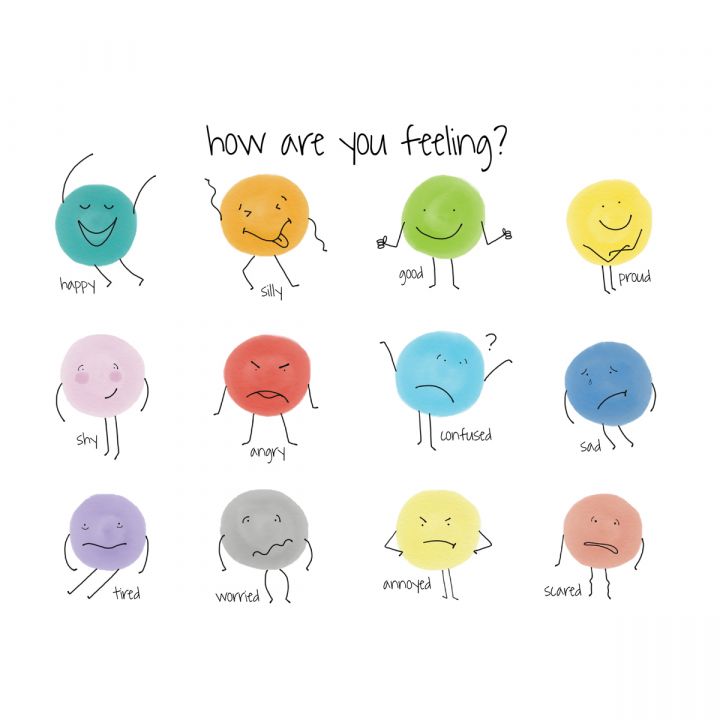 how are you feeling?
happy
silly
good
proud
shy
angry
?
confused
sad
tired
worried
annoyed
scared